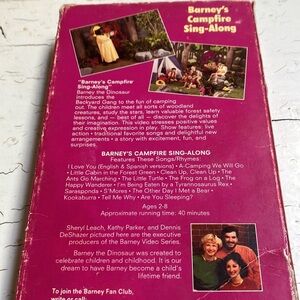 Barney's
Campfire
Sing-Along
"Barney's Campfire
Sing-Along"
Barney the Dinosaur
introduces the
Backyard Gang to the fun of camping
out. The children meet all sorts of woodland
creatures, study the stars, learn valuable forest safety
lessons, and — best of all — discover the delights of
their imagination. This video stresses positive values
and creative expression in play. Show features: live
action • traditional favorite songs and delightful new
arrangements • a story with excitement, fun, and
surprises.
BARNEY'S CAMPFIRE SING-ALONG
Features These Songs/Rhymes:
I Love You (English & Spanish versions) • A-Camping We Will Go
• Little Cabin in the Forest Green • Clean Up, Clean Up • The
Ants Go Marching • The Little Turtle • The Frog on a Log • The
Happy Wanderer • I'm Being Eaten by a Tyrannosaurus Rex •
Sarasponda • S'Mores • The Other Day I Met a Bear •
Kookaburra • Tell Me Why • Are You Sleeping?
Ages 2-8
Approximate running time: 40 minutes
Sheryl Leach, Kathy Parker, and Dennis
DeShazer pictured here are the executive
producers of the Barney Video Series.
Barney the Dinosaur was created to
celebrate children and childhood. It is our
dream to have Barney become a child's
lifetime friend.
To join the Barney Fan Club,
write or call: